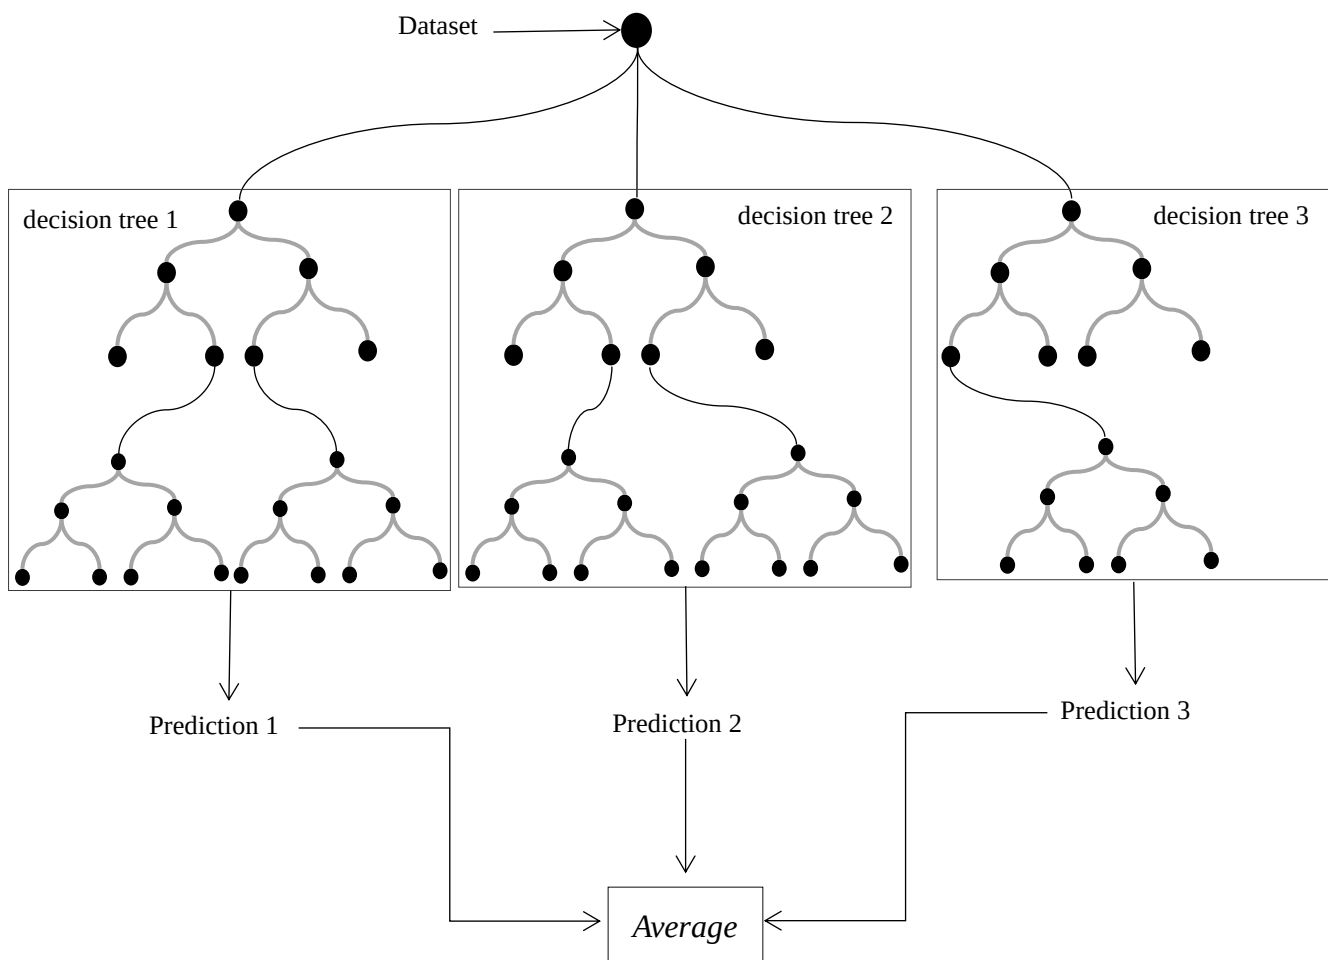 Dataset
decision tree 1
decision tree 2
decision tree 3
Prediction 1
Prediction 2
Prediction 3
Average